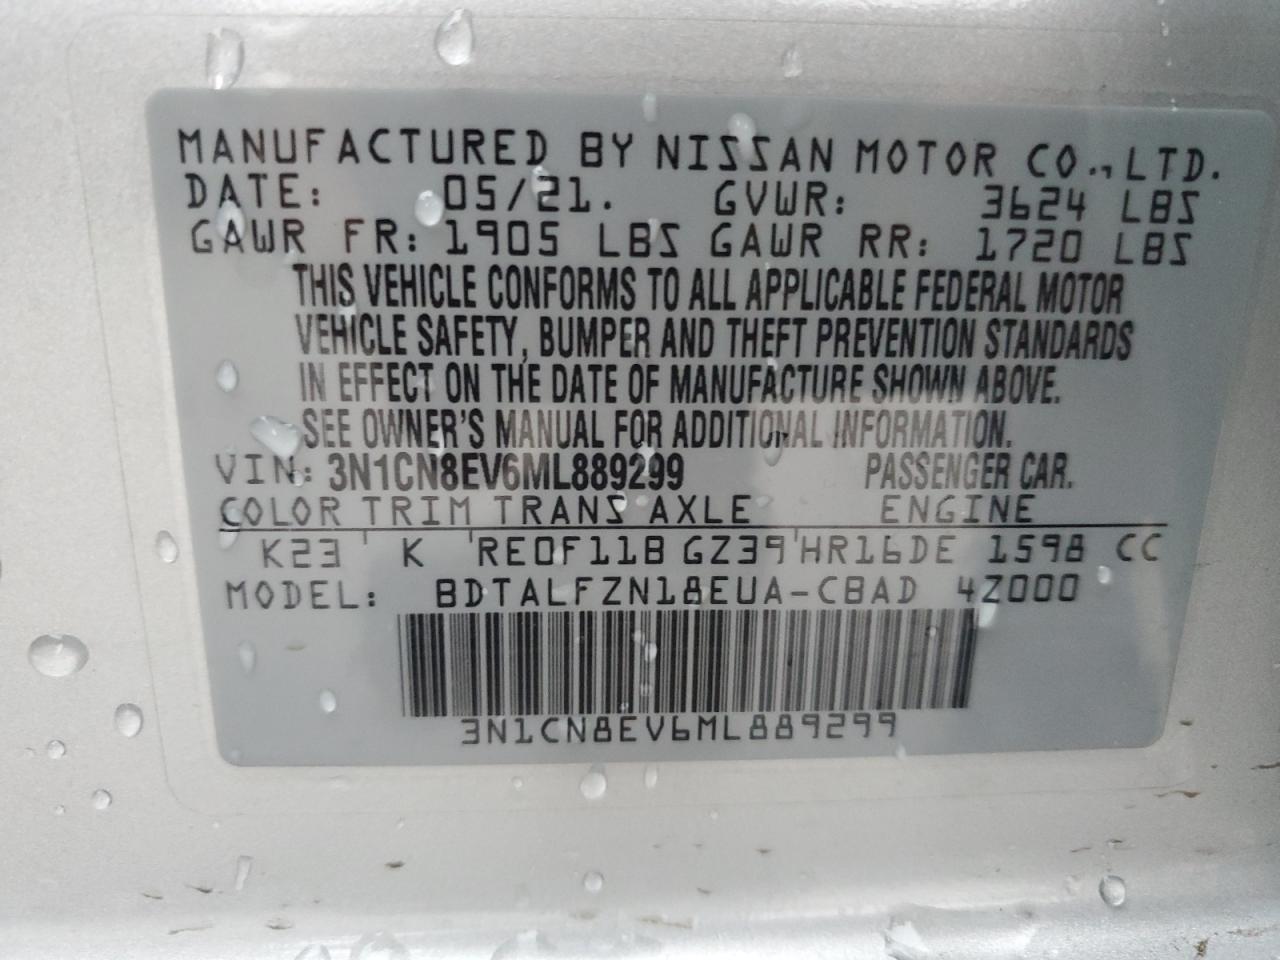 MANUFACTURED BY NISSAN MOTOR CO.,LTD.
DATE: 05/21. GVWR: 3624 LBS
GAWR FR: 1905 LBS GAWR RR: 1720 LBS
THIS VEHICLE CONFORMS TO ALL APPLICABLE FEDERAL MOTOR
VEHICLE SAFETY, BUMPER AND THEFT PREVENTION STANDARDS
IN EFFECT ON THE DATE OF MANUFACTURE SHOWN ABOVE.
SEE OWNER'S MANUAL FOR ADDITIONAL INFORMATION.
VIN: 3N1CN8EV6ML889299 PASSENGER CAR.
COLOR TRIM TRANS AXLE ENGINE
K23 K RE0F11B GZ39 HR16DE 1598 CC
MODEL: BDTALFZN18EUA-CBAD 4Z000
3N1CN8EV6ML889299